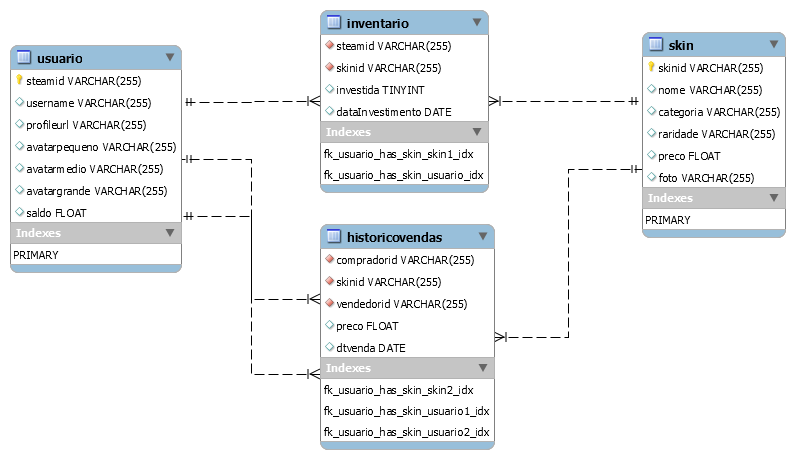 usuario
steamid VARCHAR(255)
username VARCHAR(255)
profileurl VARCHAR(255)
avatarpequeno VARCHAR(255)
avatarmedio VARCHAR(255)
avatargrande VARCHAR(255)
saldo FLOAT
Indexes
PRIMARY
inventario
steamid VARCHAR(255)
skinid VARCHAR(255)
investida TINYINT
dataInvestimento DATE
Indexes
fk_usuario_has_skin_skin1_idx
fk_usuario_has_skin_usuario_idx
historicovendas
compradorid VARCHAR(255)
skinid VARCHAR(255)
vendedorid VARCHAR(255)
preco FLOAT
dtvenda DATE
Indexes
fk_usuario_has_skin_skin2_idx
fk_usuario_has_skin_usuario1_idx
fk_usuario_has_skin_usuario2_idx
skin
skinid VARCHAR(255)
nome VARCHAR(255)
categoria VARCHAR(255)
raridade VARCHAR(255)
preco FLOAT
foto VARCHAR(255)
Indexes
PRIMARY